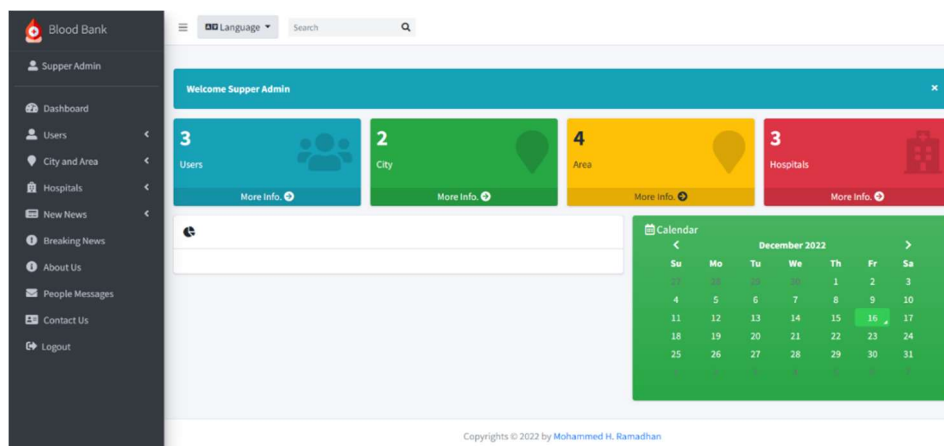 Blood Bank
Language
Search
Supper Admin
Welcome Supper Admin
×
Dashboard
Users
City and Area
Hospitals
New News
Breaking News
About Us
People Messages
Contact Us
Logout
3
Users
More Info.
2
City
More Info.
4
Area
More Info.
3
Hospitals
More Info.
Calendar
December 2022
Su Mo Tu We Th Fr Sa
1 2 3
4 5 6 7 8 9 10
11 12 13 14 15 16 17
18 19 20 21 22 23 24
25 26 27 28 29 30 31
Copyrights © 2022 by Mohammed H. Ramadhan